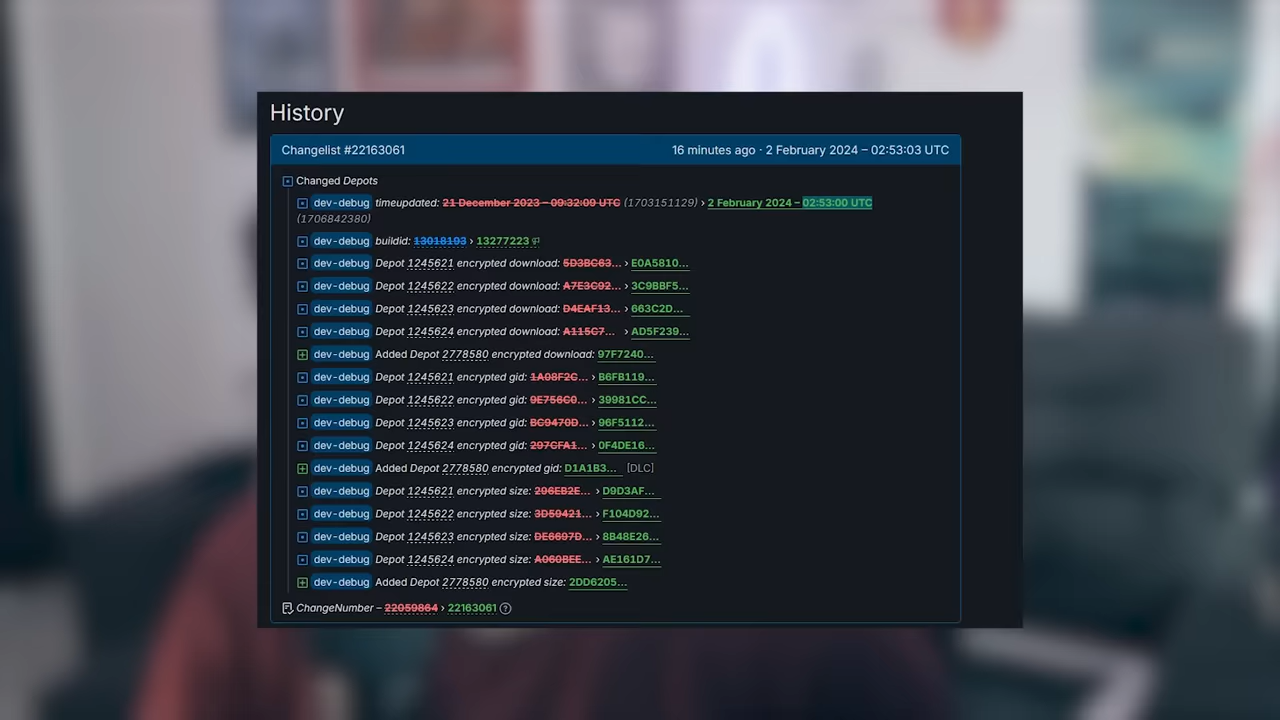 History
Changelist #22163061 16 minutes ago · 2 February 2024 – 02:53:03 UTC
Changed Depots
dev-debug timeupdated: 21 December 2023 – 09:32:09 UTC (1703151129) › 2 February 2024 – 02:53:00 UTC
(1706842380)
dev-debug buildid: 13018193 › 13277223
dev-debug Depot 1245621 encrypted download: 5D3BC63... › E0A5810...
dev-debug Depot 1245622 encrypted download: A7E3C92... › 3C9BBF5...
dev-debug Depot 1245623 encrypted download: D4EAF13... › 663C2D...
dev-debug Depot 1245624 encrypted download: A115C7... › AD5F239...
dev-debug Added Depot 2778580 encrypted download: 97F7240...
dev-debug Depot 1245621 encrypted gid: 1A08F2C... › B6FB119...
dev-debug Depot 1245622 encrypted gid: 9E756C0... › 39981CC...
dev-debug Depot 1245623 encrypted gid: BC9470D... › 96F5112...
dev-debug Depot 1245624 encrypted gid: 297CFA1... › 0F4DE16...
dev-debug Added Depot 2778580 encrypted gid: D1A1B3... [DLC]
dev-debug Depot 1245621 encrypted size: 206EB2E... › D9D3AF...
dev-debug Depot 1245622 encrypted size: 3D59421... › F104D92...
dev-debug Depot 1245623 encrypted size: DE6607D... › 8B48E26...
dev-debug Depot 1245624 encrypted size: A060BEE... › AE161D7...
dev-debug Added Depot 2778580 encrypted size: 2DD6205...
ChangeNumber – 22059864 › 22163061 ?